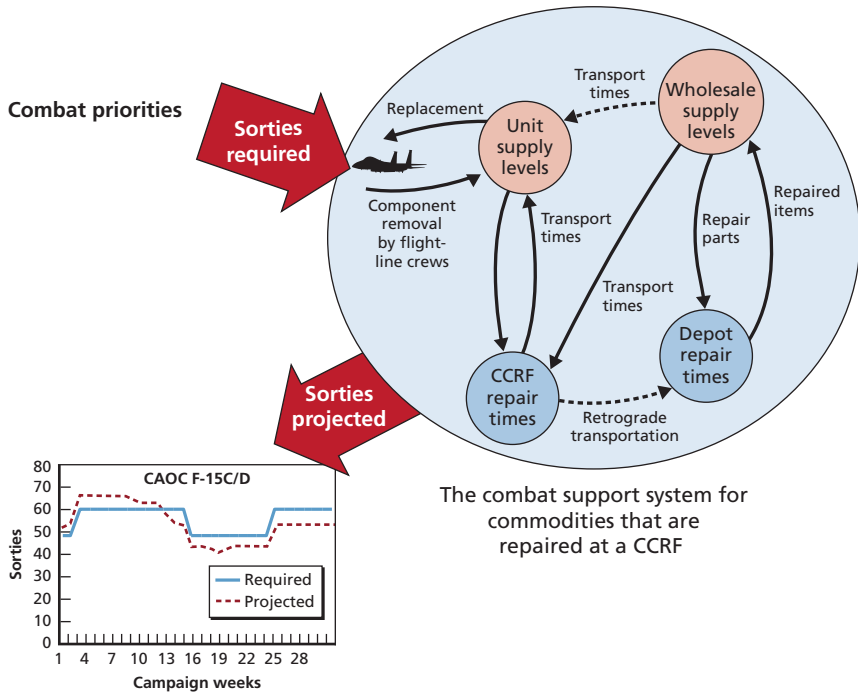 Combat priorities
Sorties
required
Replacement
Component
removal
by flight-
line crews
Unit
supply
levels
Transport
times
Wholesale
supply
levels
Transport
times
Transport
times
Repair
parts
Repaired
items
CCRF
repair
times
Depot
repair
times
Retrograde
transportation
Sorties
projected
The combat support system for
commodities that are
repaired at a CCRF
CAOC F-15C/D
Sorties
80
70
60
50
40
30
20
10
0
Required
Projected
1 4 7 10 13 16 19 22 25 28
Campaign weeks